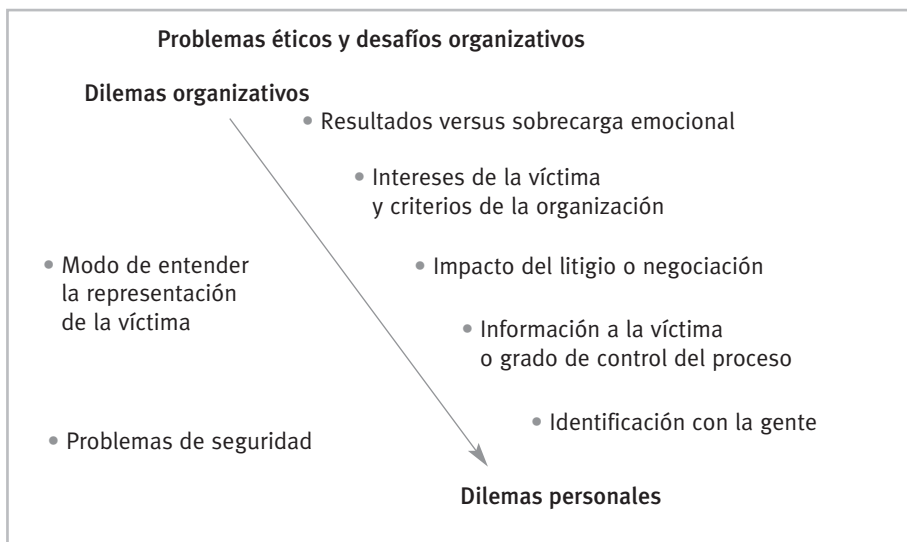 Problemas éticos y desafíos organizativos
Dilemas organizativos
• Resultados versus sobrecarga emocional
• Intereses de la víctima
y criterios de la organización
• Modo de entender
la representación
de la víctima
• Impacto del litigio o negociación
• Información a la víctima
o grado de control del proceso
• Identificación con la gente
• Problemas de seguridad
Dilemas personales